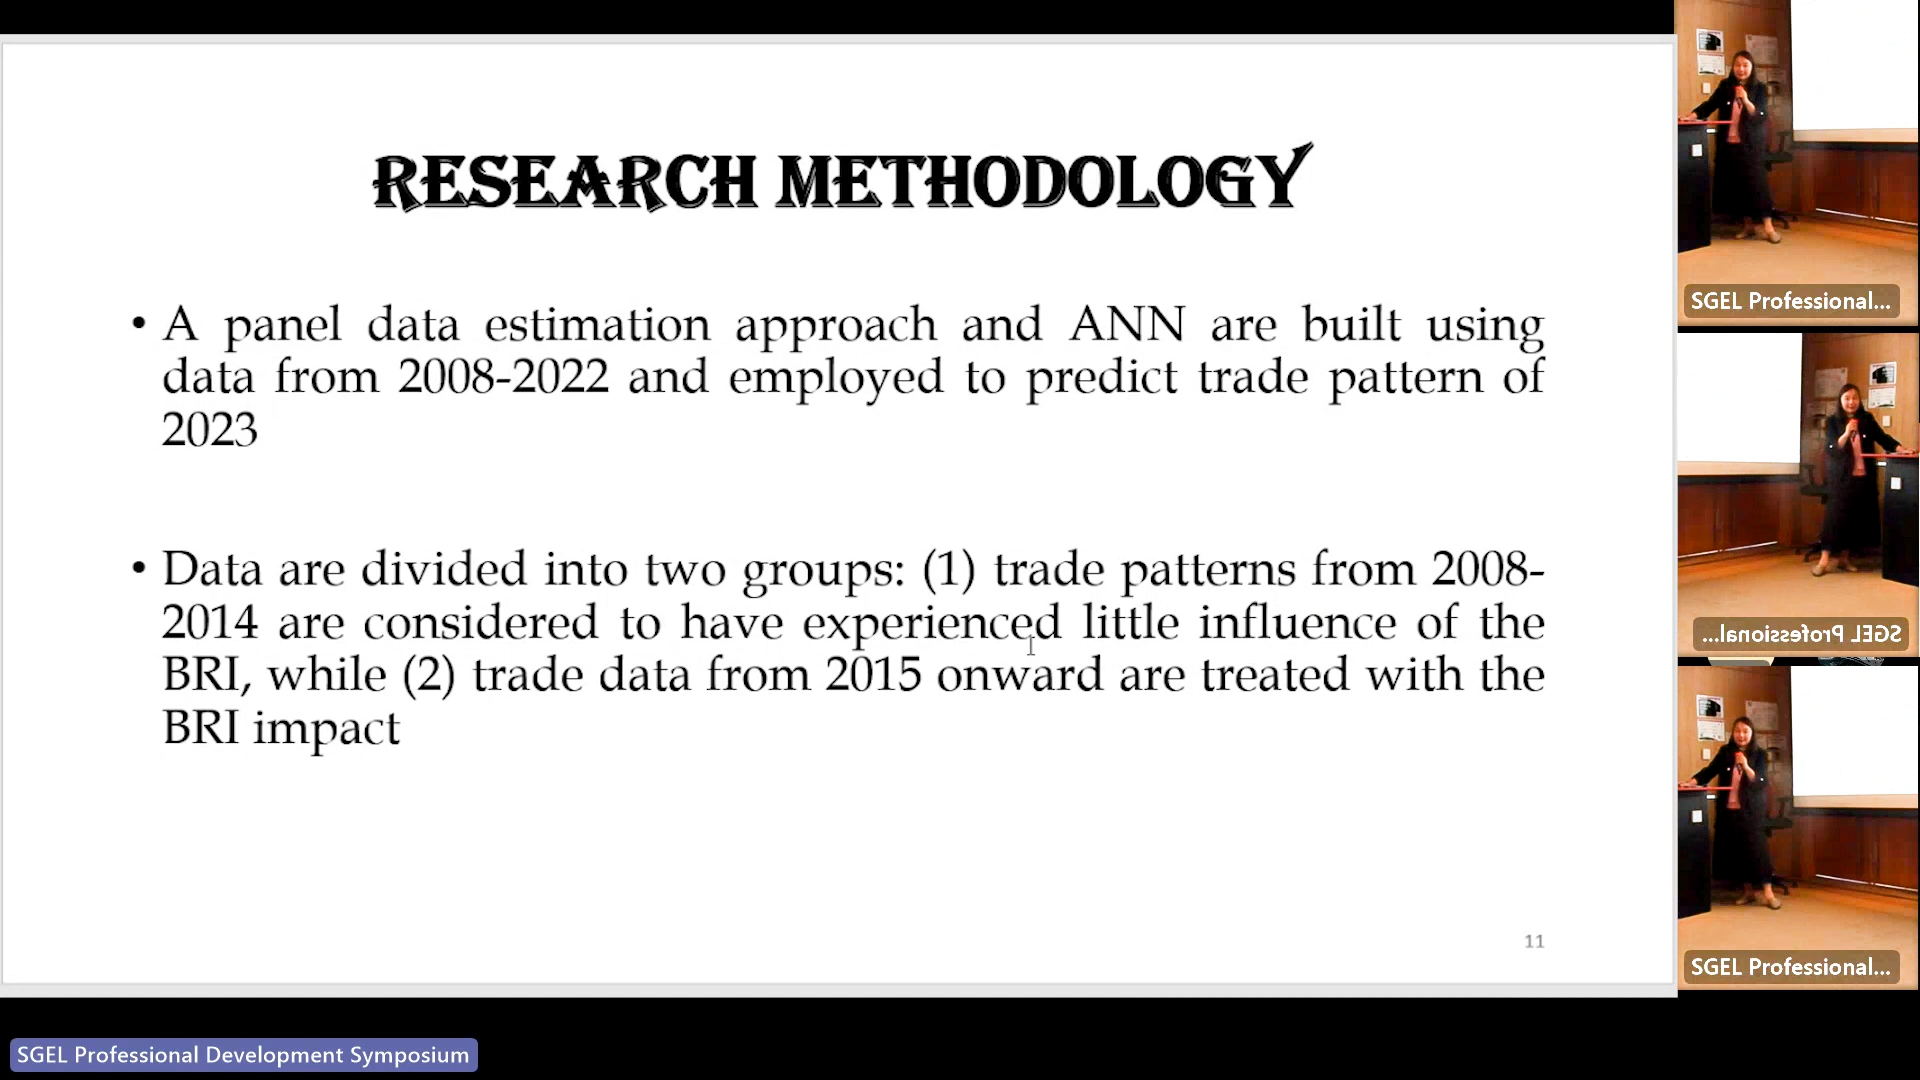 RESEARCH METHODOLOGY
• A panel data estimation approach and ANN are built using
data from 2008-2022 and employed to predict trade pattern of
2023
• Data are divided into two groups: (1) trade patterns from 2008-
2014 are considered to have experienced little influence of the
BRI, while (2) trade data from 2015 onward are treated with the
BRI impact
11
SGEL Professional...
SGEL Professional...
SGEL Professional...
SGEL Professional Development Symposium